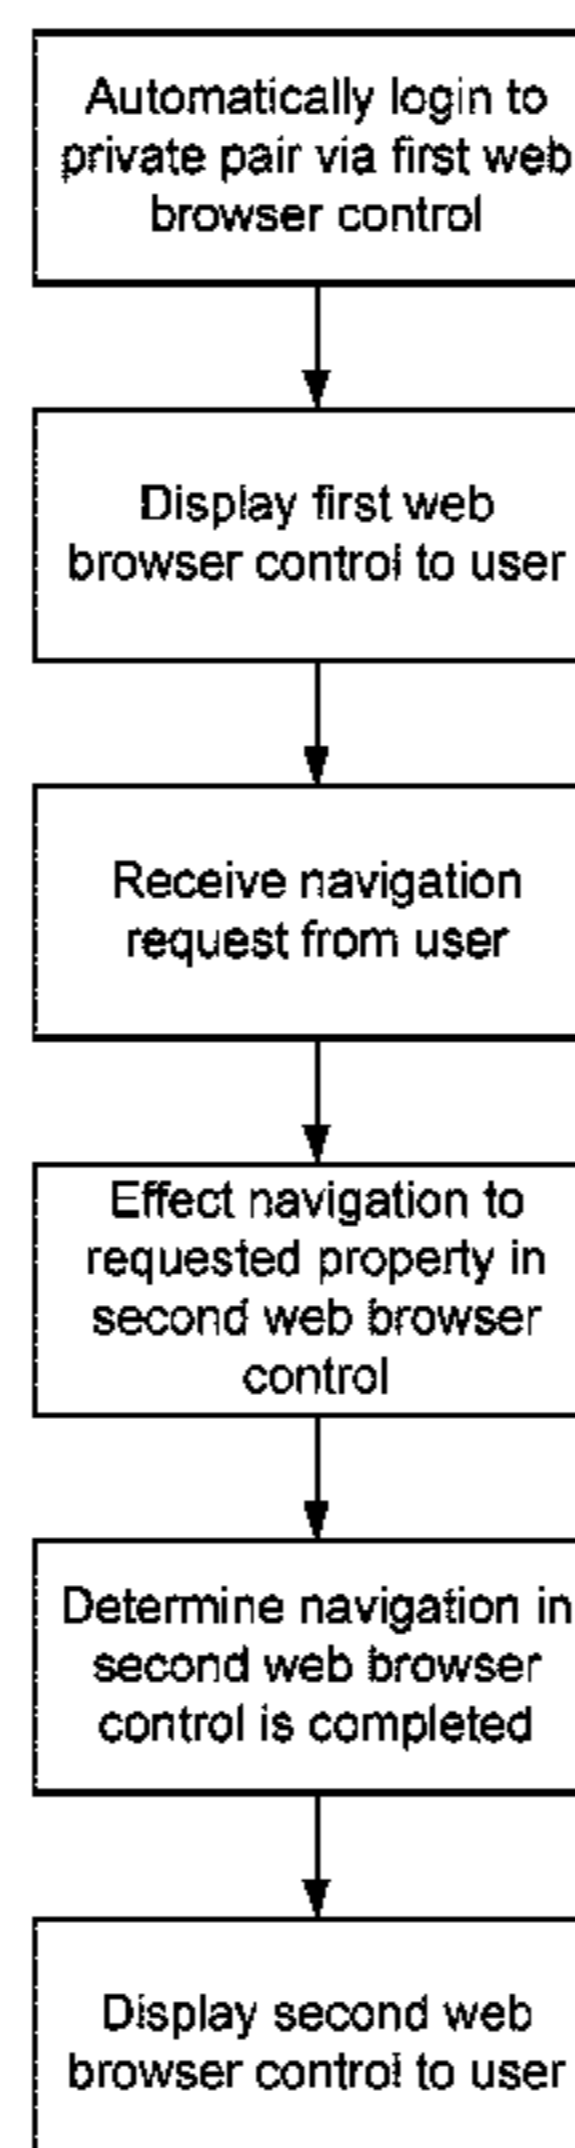 Automatically login to
private pair via first web
browser control
Display first web
browser control to user
Receive navigation
request from user
Effect navigation to
requested property in
second web browser
control
Determine navigation in
second web browser
control is completed
Display second web
browser control to user